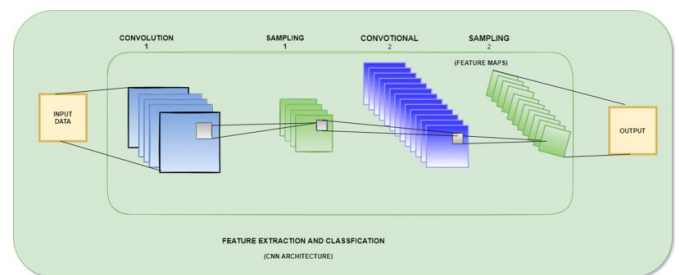 CONVOLUTION
1
SAMPLING
1
CONVOTIONAL
2
SAMPLING
2
(FEATURE MAPS)
INPUT
DATA
OUTPUT
FEATURE EXTRACTION AND CLASSFICATION
(CNN ARCHITECTURE)